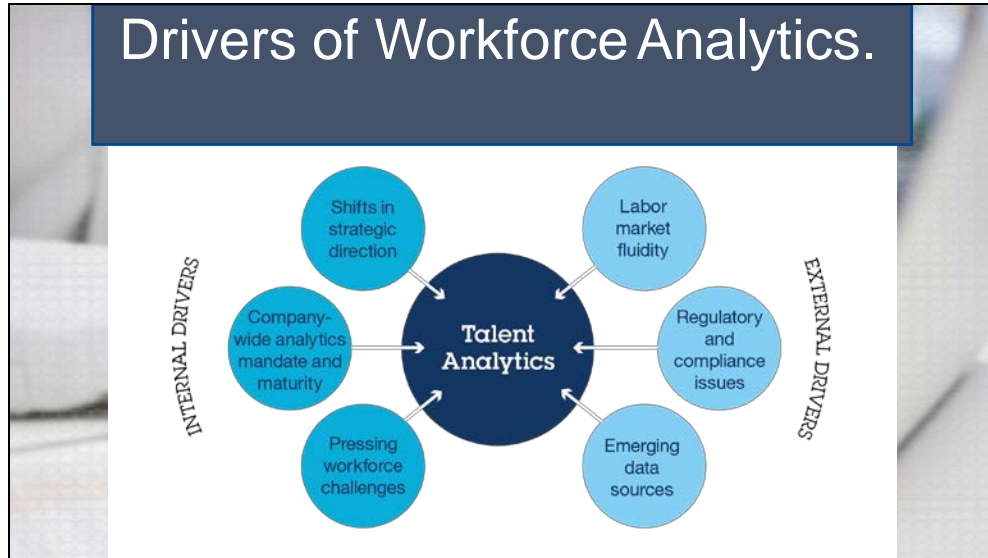 Drivers of Workforce Analytics.
INTERNAL DRIVERS
Shifts in
strategic
direction
Company-
wide analytics
mandate and
maturity
Pressing
workforce
challenges
Talent
Analytics
Labor
market
fluidity
Regulatory
and
compliance
issues
Emerging
data
sources
EXTERNAL DRIVERS